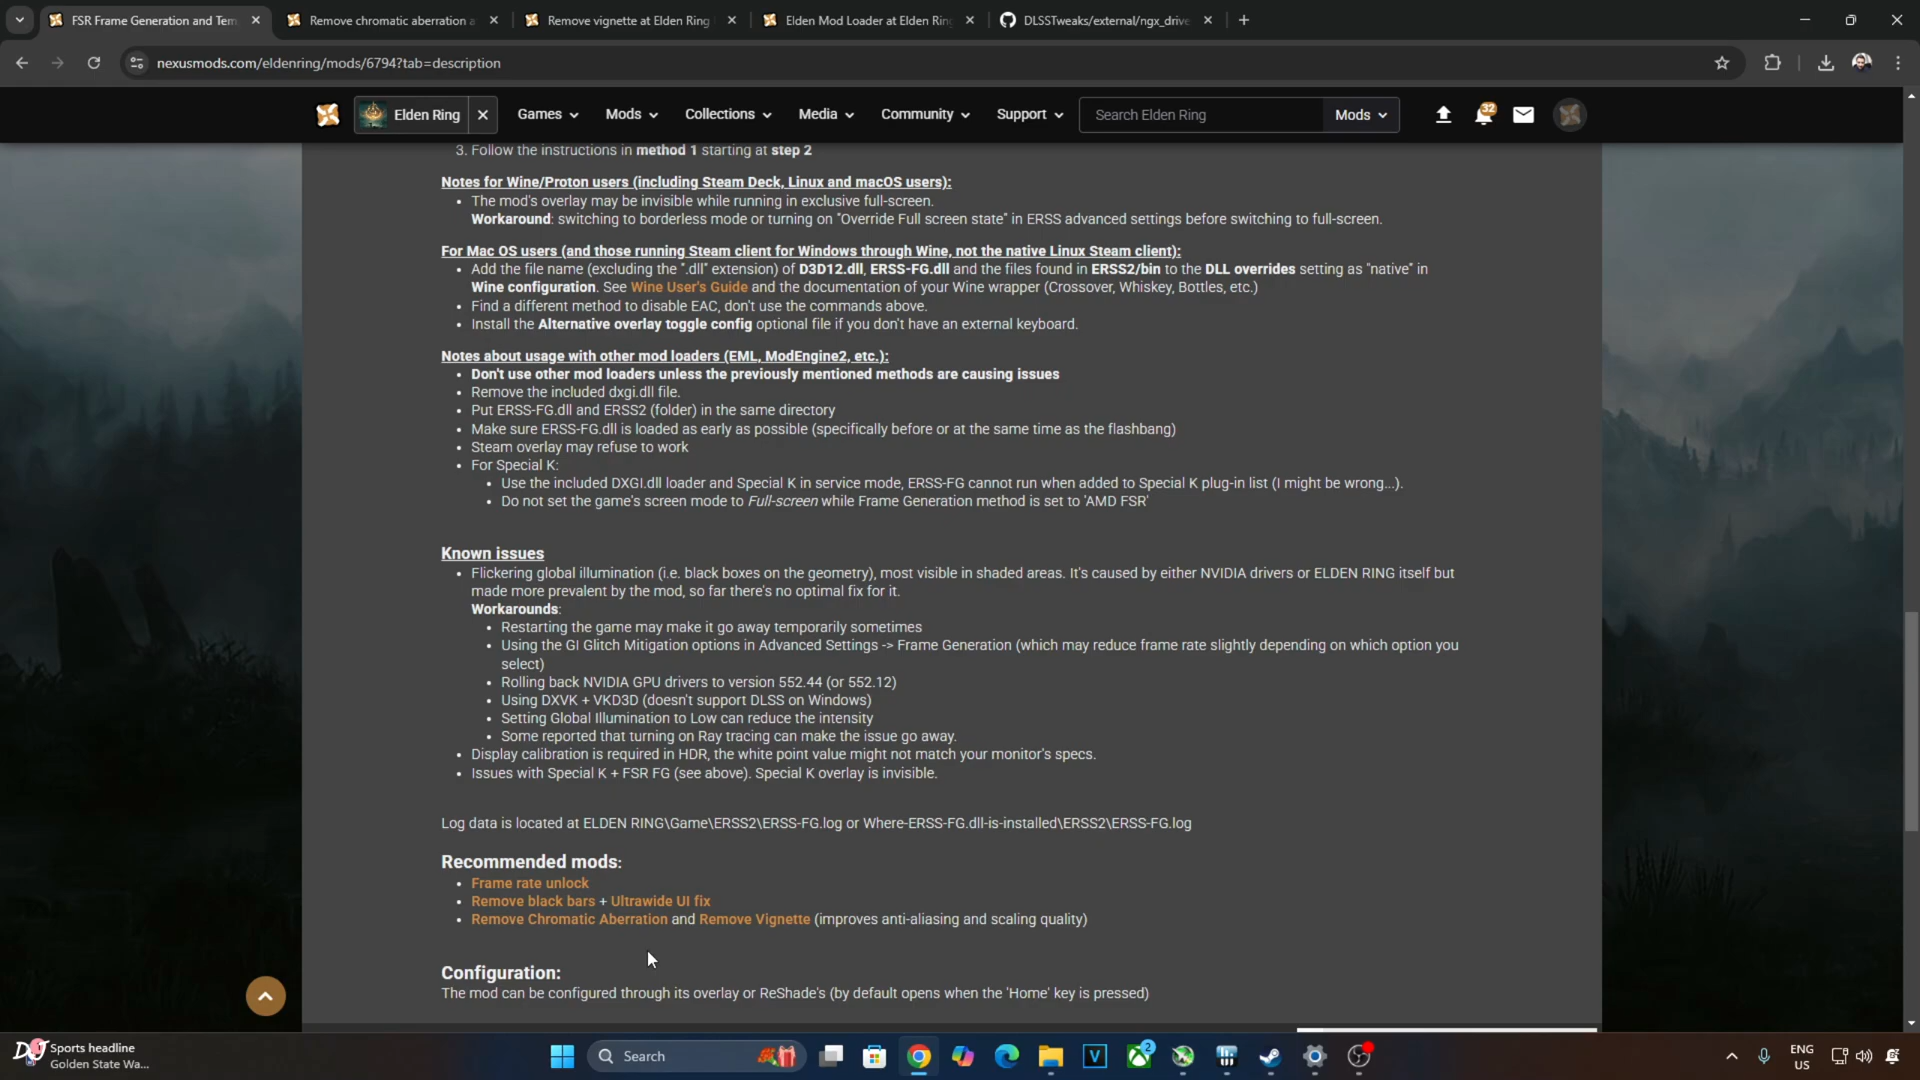 FSR Frame Generation and Tem
Remove chromatic aberration a
Remove vignette at Elden Ring
Elden Mod Loader at Elden Ring
DLSSTweaks/external/ngx_drive
nexusmods.com/eldenring/mods/6794?tab=description
Elden Ring
Games
Mods
Collections
Media
Community
Support
Search Elden Ring
Mods
32
3. Follow the instructions in method 1 starting at step 2
Notes for Wine/Proton users (including Steam Deck, Linux and macOS users):
• The mod's overlay may be invisible while running in exclusive full-screen.
Workaround: switching to borderless mode or turning on "Override Full screen state" in ERSS advanced settings before switching to full-screen.
For Mac OS users (and those running Steam client for Windows through Wine, not the native Linux Steam client):
• Add the file name (excluding the ".dll" extension) of D3D12.dll, ERSS-FG.dll and the files found in ERSS2/bin to the DLL overrides setting as "native" in
Wine configuration. See Wine User's Guide and the documentation of your Wine wrapper (Crossover, Whiskey, Bottles, etc.)
• Find a different method to disable EAC, don't use the commands above.
• Install the Alternative overlay toggle config optional file if you don't have an external keyboard.
Notes about usage with other mod loaders (EML, ModEngine2, etc.):
• Don't use other mod loaders unless the previously mentioned methods are causing issues
• Remove the included dxgi.dll file.
• Put ERSS-FG.dll and ERSS2 (folder) in the same directory
• Make sure ERSS-FG.dll is loaded as early as possible (specifically before or at the same time as the flashbang)
• Steam overlay may refuse to work
• For Special K:
• Use the included DXGI.dll loader and Special K in service mode, ERSS-FG cannot run when added to Special K plug-in list (I might be wrong...).
• Do not set the game's screen mode to Full-screen while Frame Generation method is set to 'AMD FSR'
Known issues
• Flickering global illumination (i.e. black boxes on the geometry), most visible in shaded areas. It's caused by either NVIDIA drivers or ELDEN RING itself but
made more prevalent by the mod, so far there's no optimal fix for it.
Workarounds:
• Restarting the game may make it go away temporarily sometimes
• Using the GI Glitch Mitigation options in Advanced Settings -> Frame Generation (which may reduce frame rate slightly depending on which option you
select)
• Rolling back NVIDIA GPU drivers to version 552.44 (or 552.12)
• Using DXVK + VKD3D (doesn't support DLSS on Windows)
• Setting Global Illumination to Low can reduce the intensity
• Some reported that turning on Ray tracing can make the issue go away.
• Display calibration is required in HDR, the white point value might not match your monitor's specs.
• Issues with Special K + FSR FG (see above). Special K overlay is invisible.
Log data is located at ELDEN RING\Game\ERSS2\ERSS-FG.log or Where-ERSS-FG.dll-is-installed\ERSS2\ERSS-FG.log
Recommended mods:
• Frame rate unlock
• Remove black bars + Ultrawide UI fix
• Remove Chromatic Aberration and Remove Vignette (improves anti-aliasing and scaling quality)
Configuration:
The mod can be configured through its overlay or ReShade's (by default opens when the 'Home' key is pressed)
Sports headline
Golden State Wa...
Search
2
ENG
US